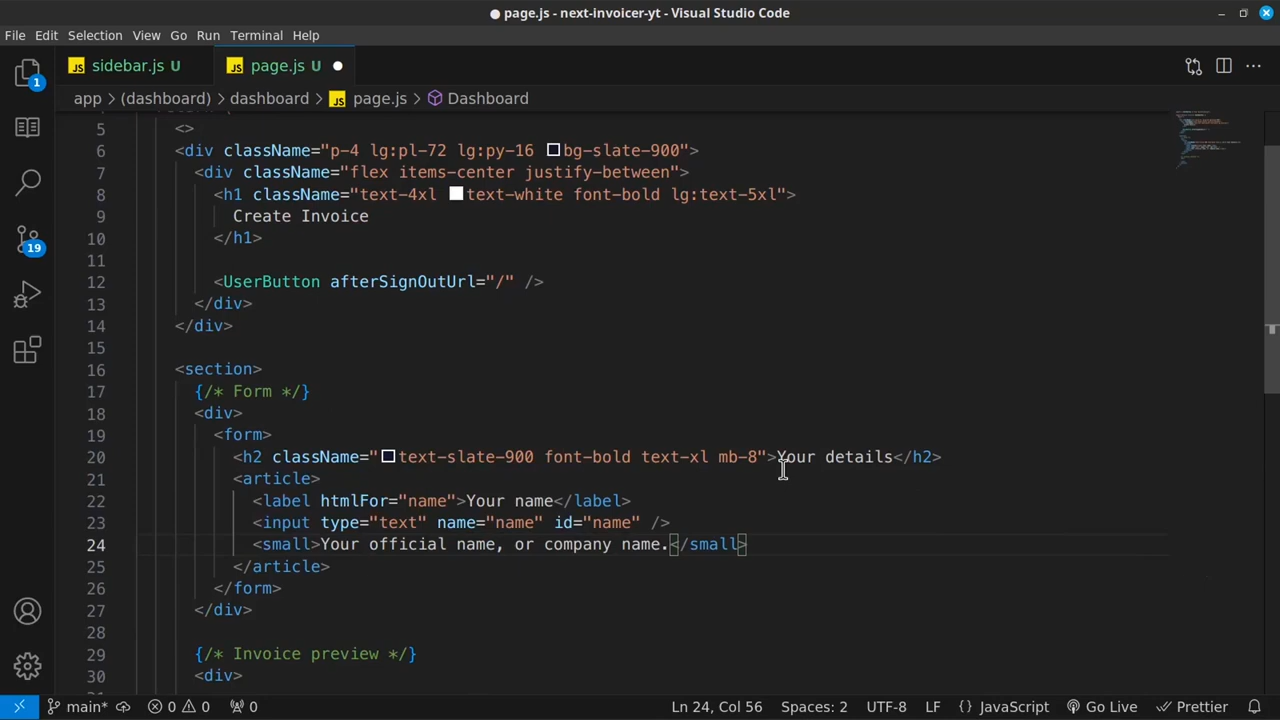 page.js - next-invoicer-yt - Visual Studio Code
File Edit Selection View Go Run Terminal Help
JS sidebar.js U JS page.js U
app > (dashboard) > dashboard > JS page.js > Dashboard
5 <>
6 <div className="p-4 lg:pl-72 lg:py-16 bg-slate-900">
7 <div className="flex items-center justify-between">
8 <h1 className="text-4xl text-white font-bold lg:text-5xl">
9 Create Invoice
10 </h1>
11
12 <UserButton afterSignOutUrl="/" />
13 </div>
14 </div>
15
16 <section>
17 {/* Form */}
18 <div>
19 <form>
20 <h2 className="text-slate-900 font-bold text-xl mb-8">Your details</h2>
21 <article>
22 <label htmlFor="name">Your name</label>
23 <input type="text" name="name" id="name" />
24 <small>Your official name, or company name.</small>
25 </article>
26 </form>
27 </div>
28
29 {/* Invoice preview */}
30 <div>
1
19
main* 0 0 0 Ln 24, Col 56 Spaces: 2 UTF-8 LF {} JavaScript Go Live Prettier